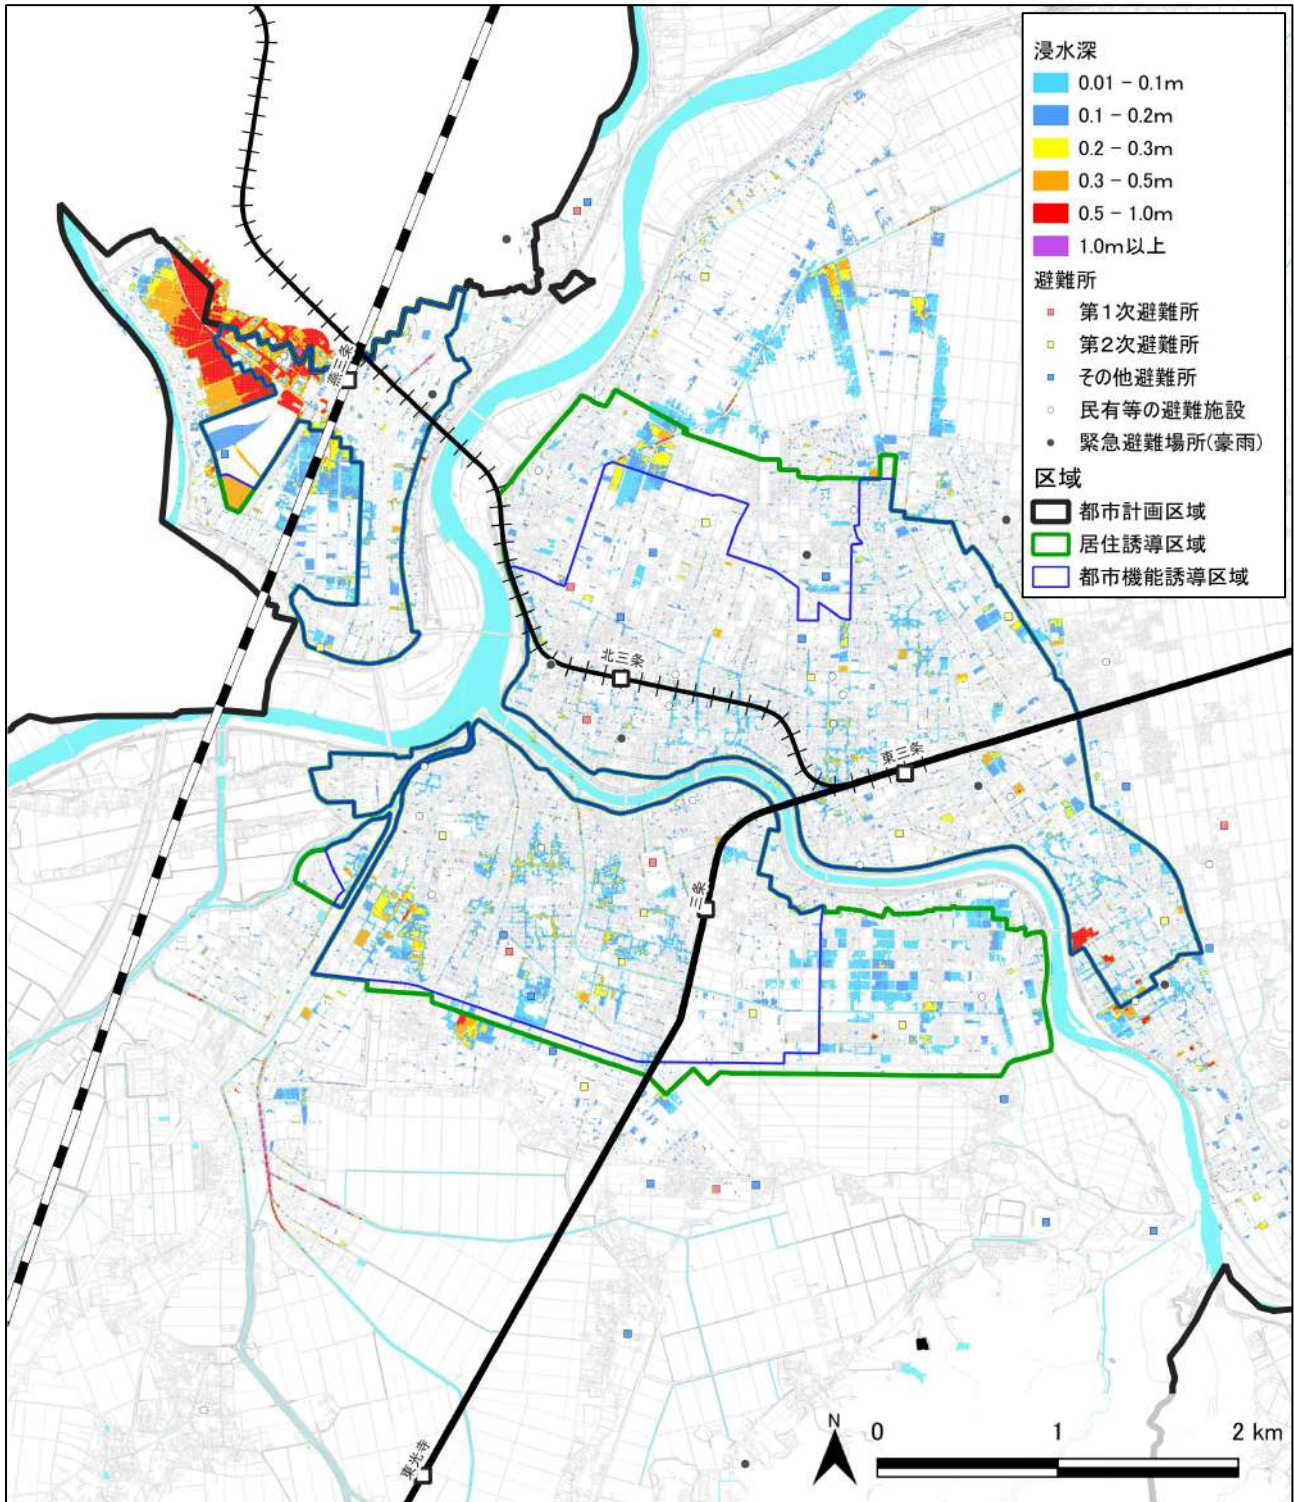 浸水深
0.01 - 0.1m
0.1 - 0.2m
0.2 - 0.3m
0.3 - 0.5m
0.5 - 1.0m
1.0m以上
避難所
第1次避難所
第2次避難所
その他避難所
民有等の避難施設
緊急避難場所(豪雨)
区域
都市計画区域
居住誘導区域
都市機能誘導区域
燕三条
北三条
東三条
三条
東光寺
N
0 1 2 km